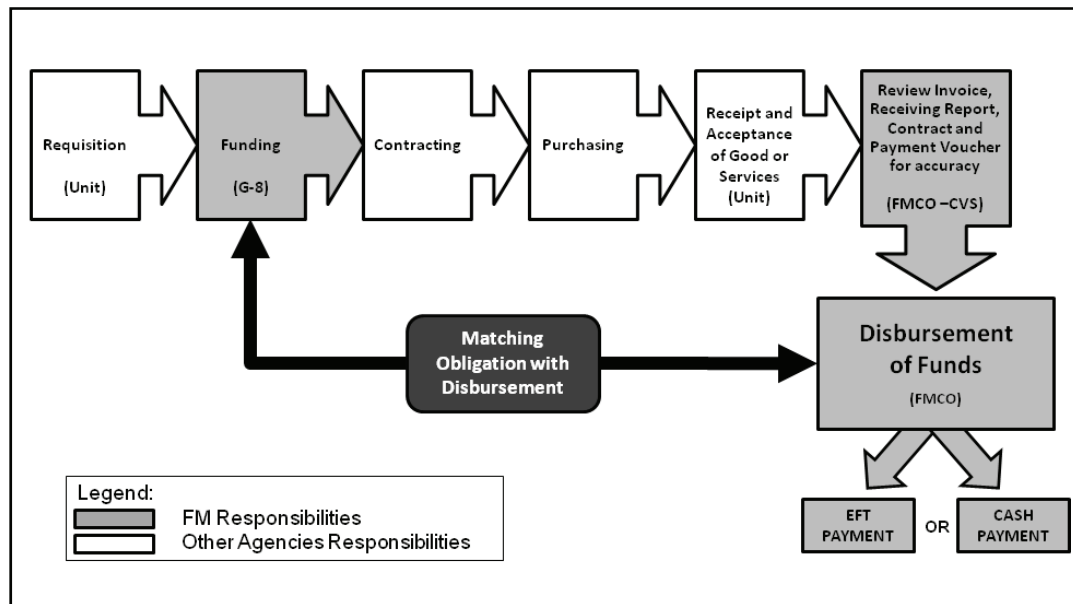 Requisition
(Unit)
Funding
(G-8)
Contracting
Purchasing
Receipt and
Acceptance
of Good or
Services
(Unit)
Review Invoice,
Receiving Report,
Contract and
Payment Voucher
for accuracy
(FMCO –CVS)
Matching
Obligation with
Disbursement
Disbursement
of Funds
(FMCO)
EFT
PAYMENT
OR
CASH
PAYMENT
Legend:
FM Responsibilities
Other Agencies Responsibilities